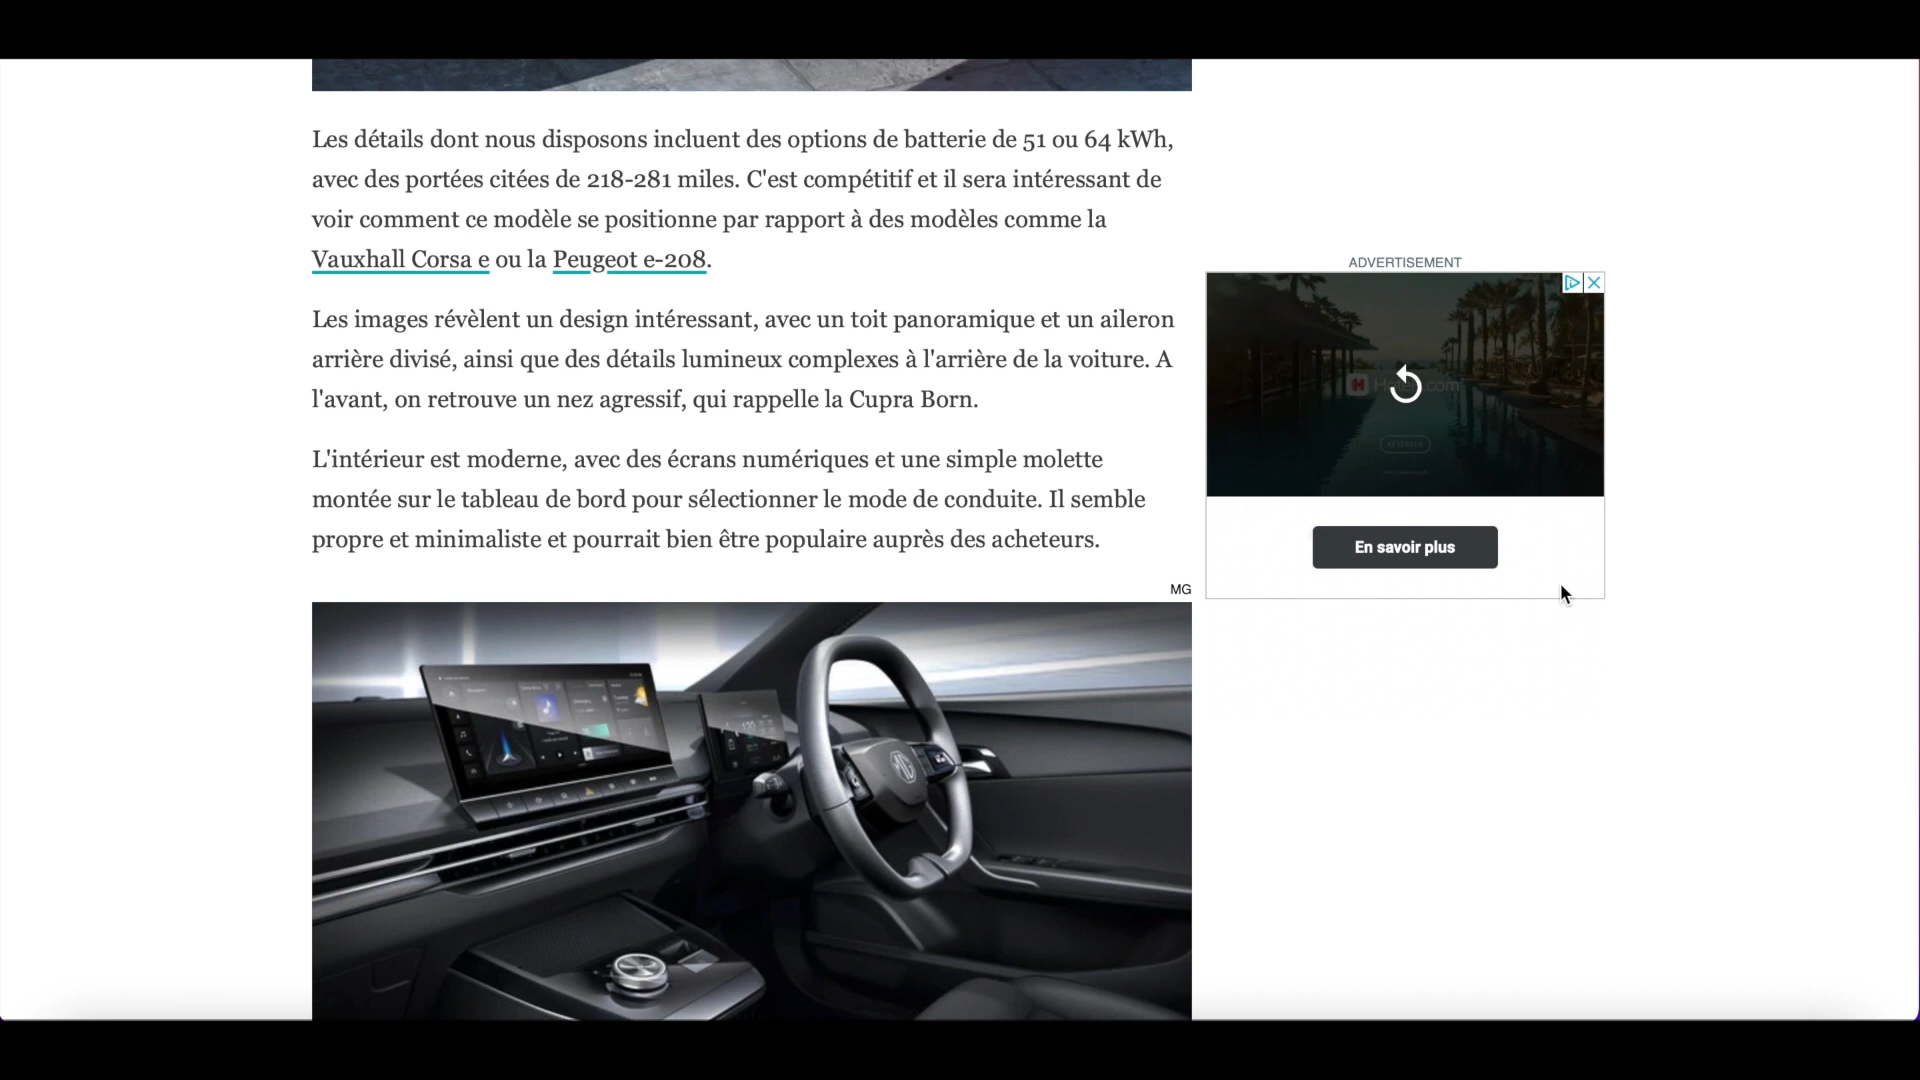 Les détails dont nous disposons incluent des options de batterie de 51 ou 64 kWh,
avec des portées citées de 218-281 miles. C'est compétitif et il sera intéressant de
voir comment ce modèle se positionne par rapport à des modèles comme la
Vauxhall Corsa e ou la Peugeot e-208.
Les images révèlent un design intéressant, avec un toit panoramique et un aileron
arrière divisé, ainsi que des détails lumineux complexes à l'arrière de la voiture. A
l'avant, on retrouve un nez agressif, qui rappelle la Cupra Born.
L'intérieur est moderne, avec des écrans numériques et une simple molette
montée sur le tableau de bord pour sélectionner le mode de conduite. Il semble
propre et minimaliste et pourrait bien être populaire auprès des acheteurs.
MG
MG
ADVERTISEMENT
RÉSERVER
En savoir plus